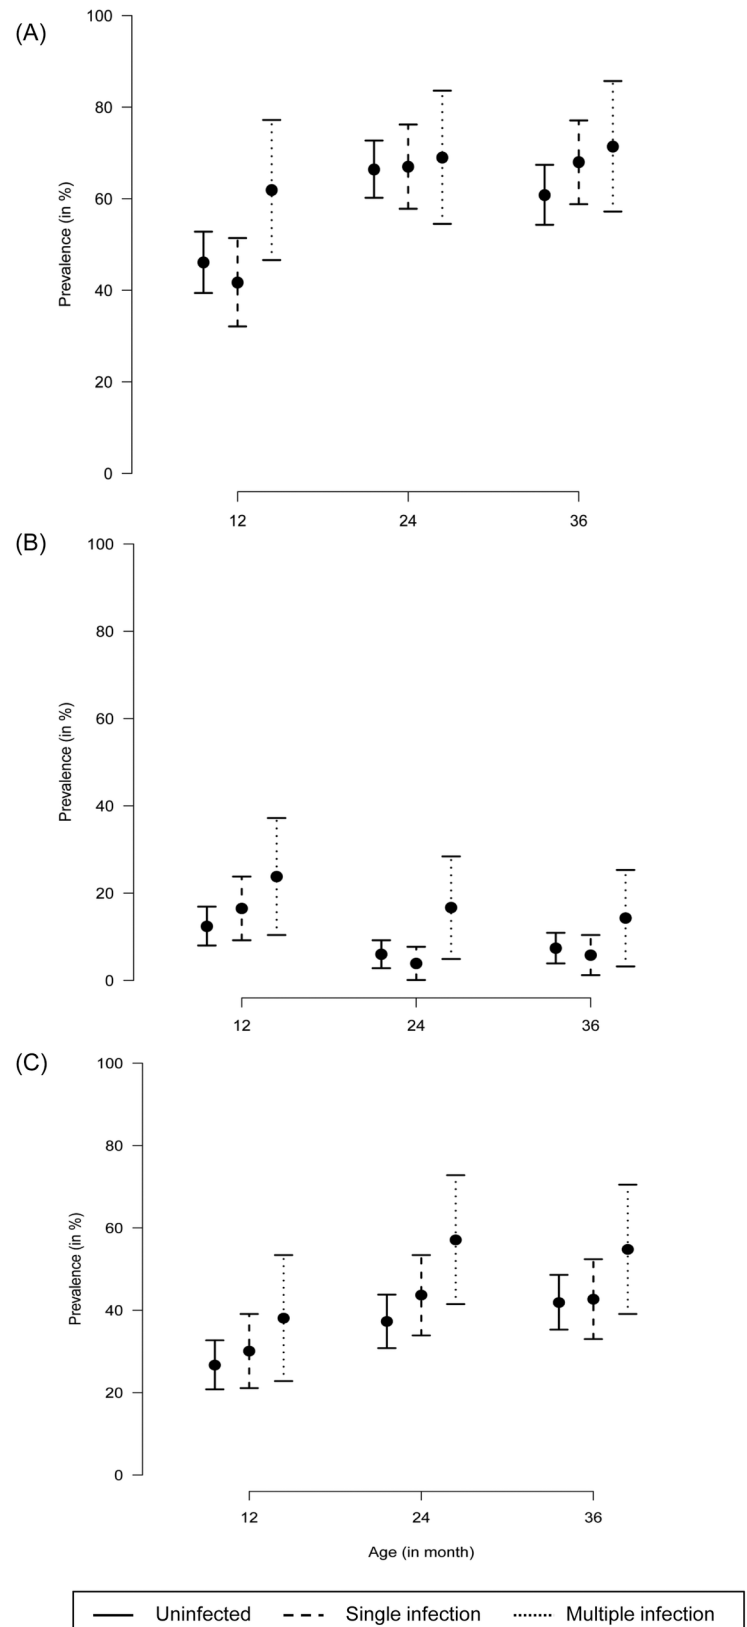 (A)
100
80
60
40
20
0
Prevalence (in %)
12 24 36
(B)
100
80
60
40
20
0
Prevalence (in %)
12 24 36
(C)
100
80
60
40
20
0
Prevalence (in %)
12 24 36
Age (in month)
Uninfected Single infection Multiple infection